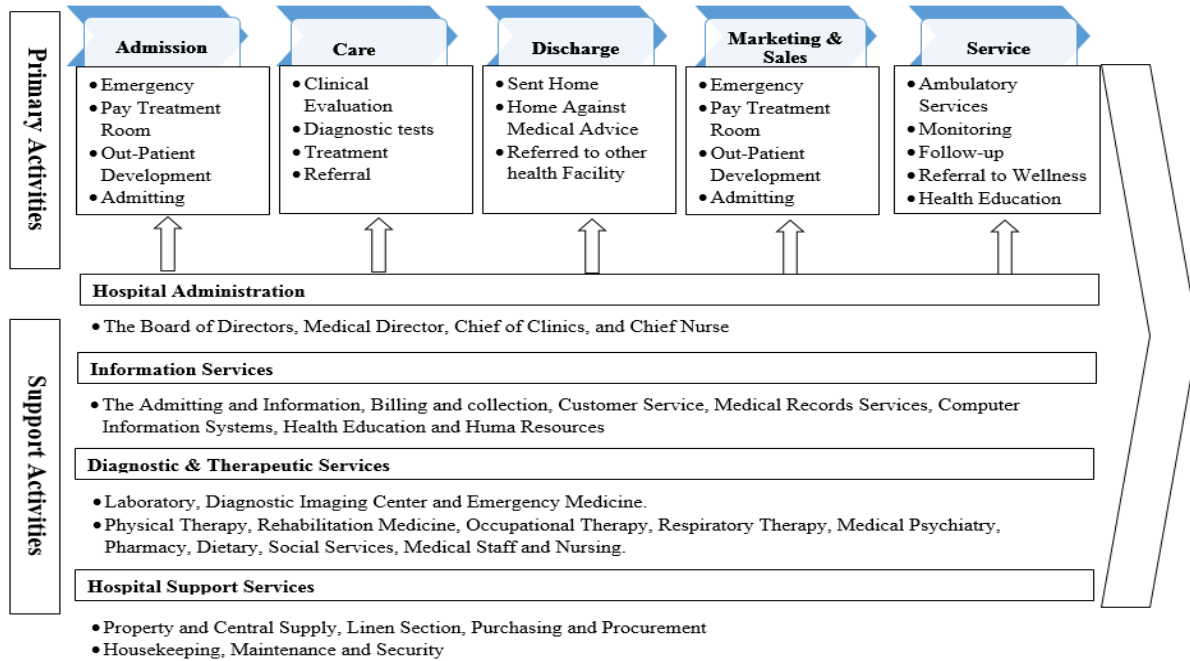 Primary Activities
Admission
• Emergency
• Pay Treatment
Room
• Out-Patient
Development
• Admitting
Care
• Clinical
Evaluation
• Diagnostic tests
• Treatment
• Referral
Discharge
• Sent Home
• Home Against
Medical Advice
• Referred to other
health Facility
Marketing &
Sales
• Emergency
• Pay Treatment
Room
• Out-Patient
Development
• Admitting
Service
• Ambulatory
Services
• Monitoring
• Follow-up
• Referral to Wellness
• Health Education
Support Activities
Hospital Administration
• The Board of Directors, Medical Director, Chief of Clinics, and Chief Nurse
Information Services
• The Admitting and Information, Billing and collection, Customer Service, Medical Records Services, Computer
Information Systems, Health Education and Huma Resources
Diagnostic & Therapeutic Services
• Laboratory, Diagnostic Imaging Center and Emergency Medicine.
• Physical Therapy, Rehabilitation Medicine, Occupational Therapy, Respiratory Therapy, Medical Psychiatry,
Pharmacy, Dietary, Social Services, Medical Staff and Nursing.
Hospital Support Services
• Property and Central Supply, Linen Section, Purchasing and Procurement
• Housekeeping, Maintenance and Security